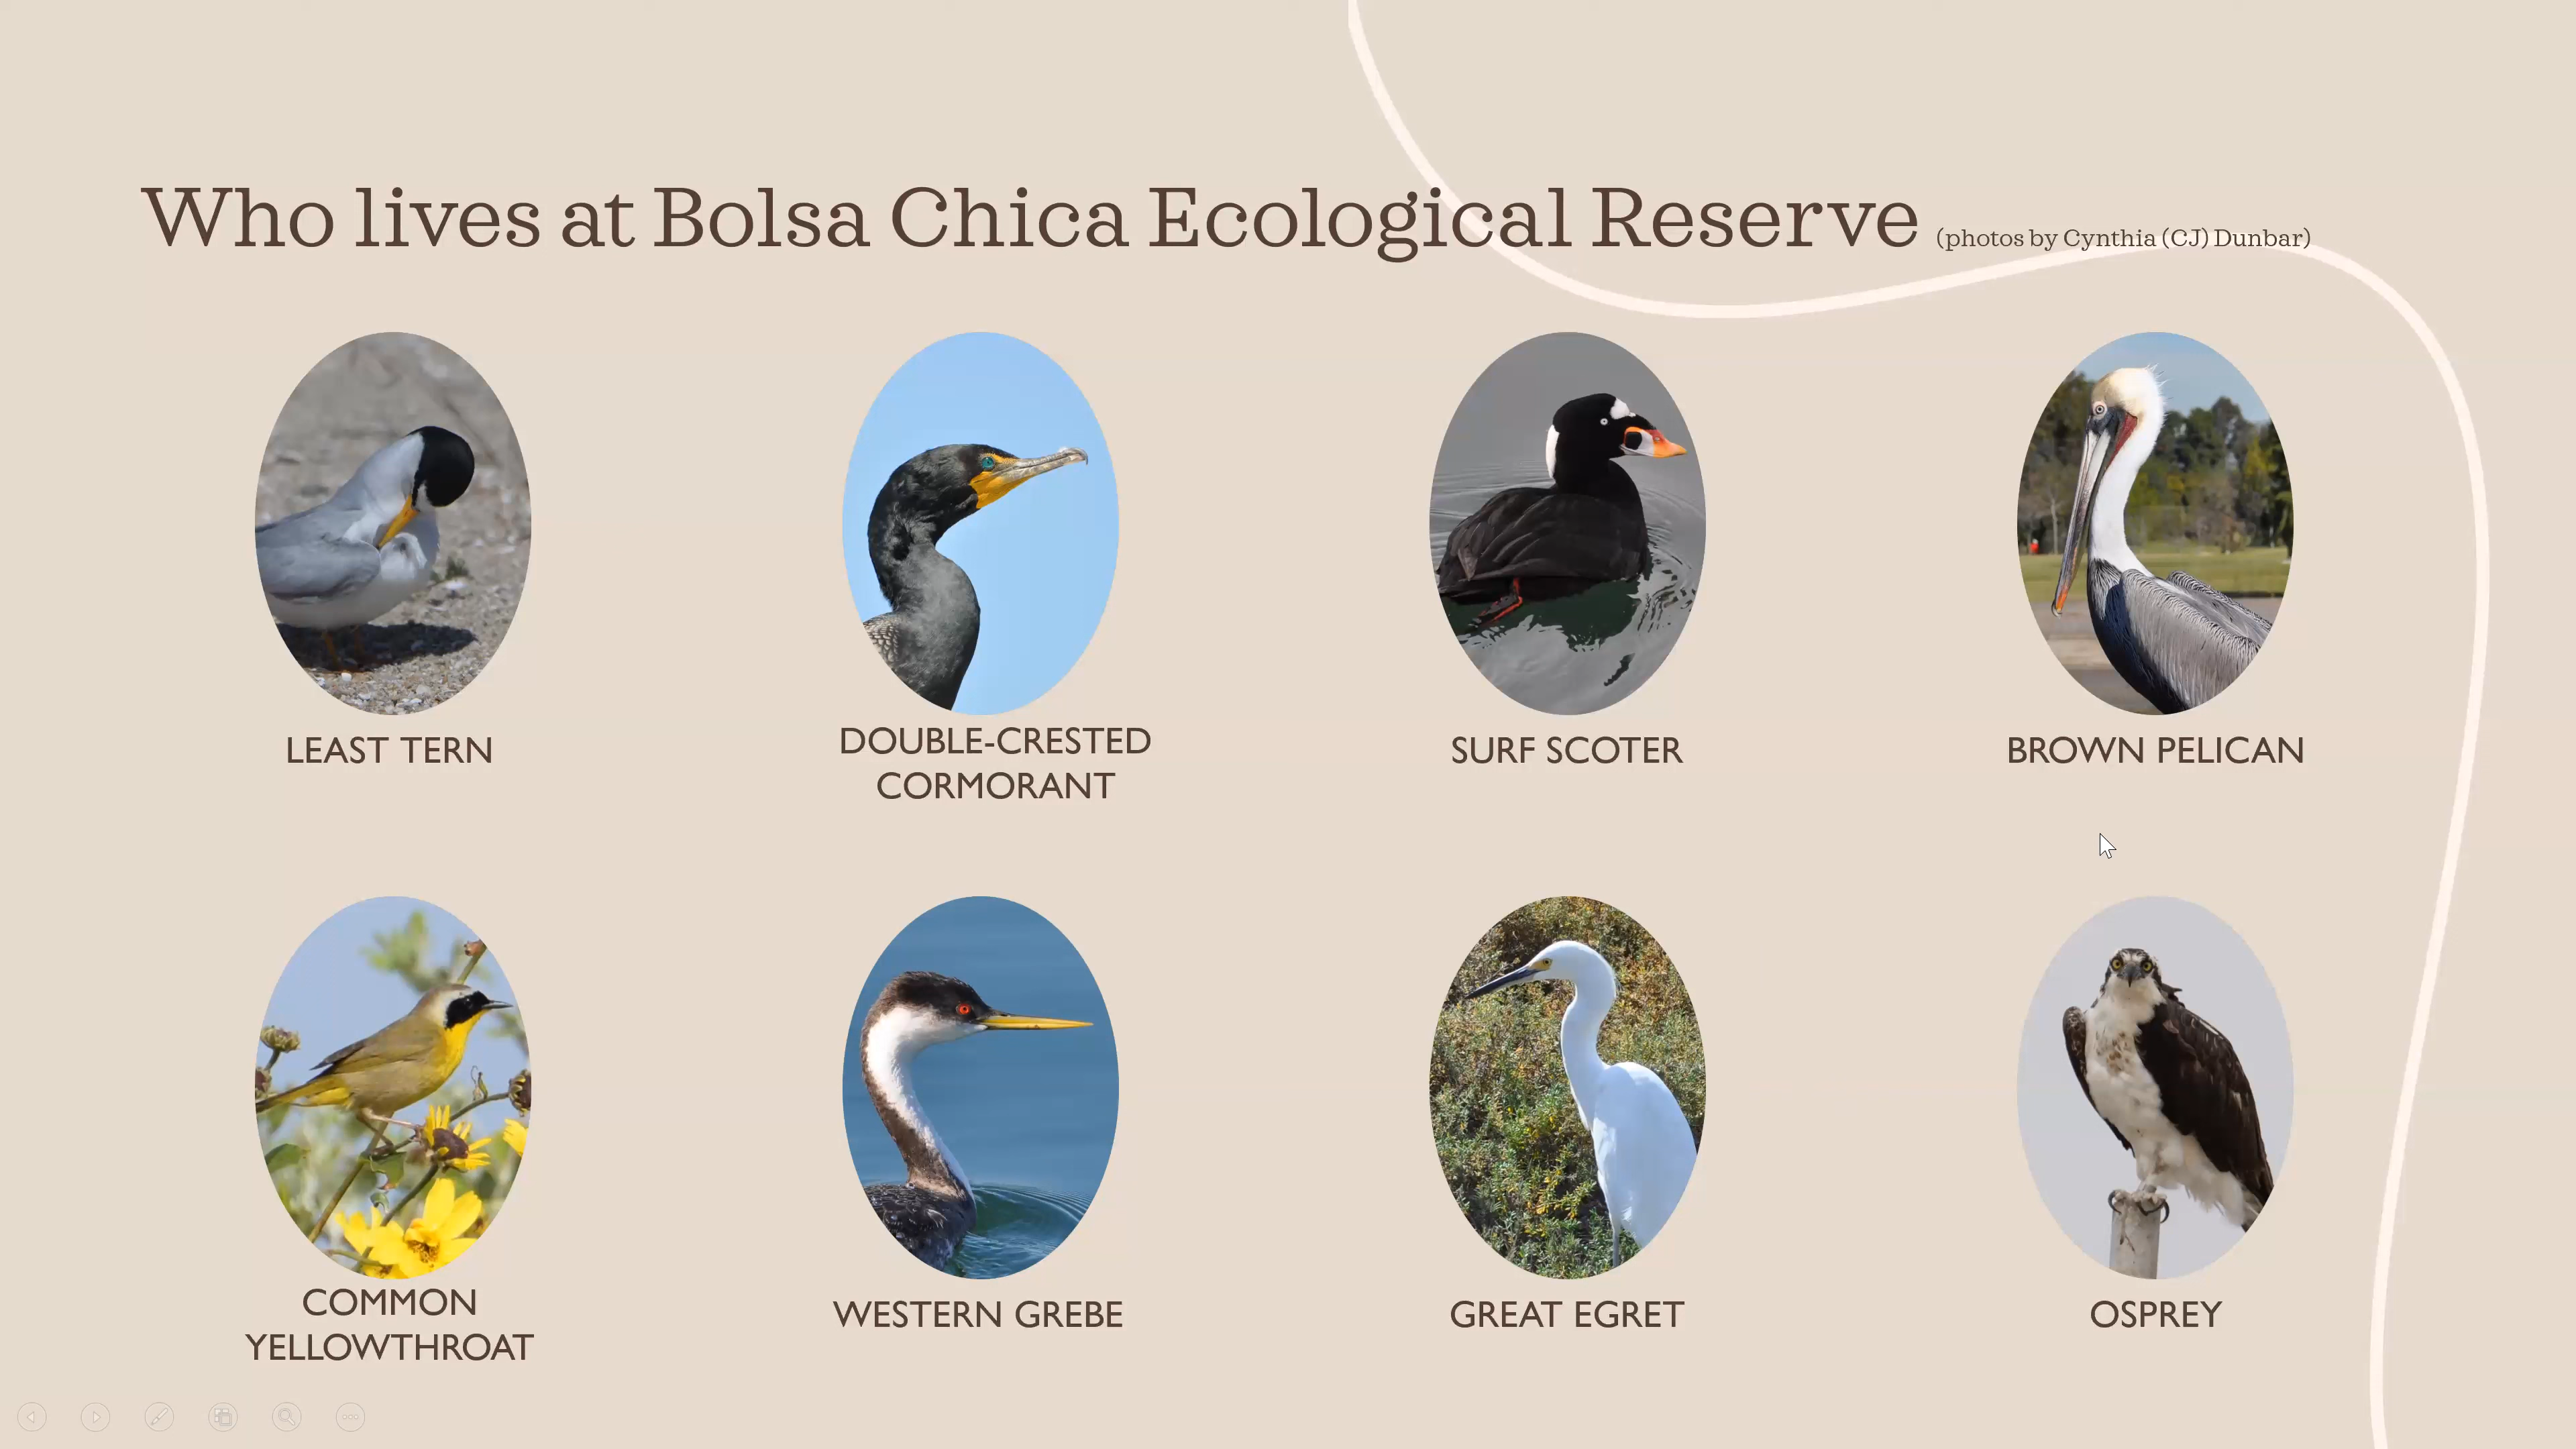 Who lives at Bolsa Chica Ecological Reserve (photos by Cynthia (CJ) Dunbar)
LEAST TERN
DOUBLE-CRESTED
CORMORANT
SURF SCOTER
BROWN PELICAN
COMMON
YELLOWTHROAT
WESTERN GREBE
GREAT EGRET
OSPREY